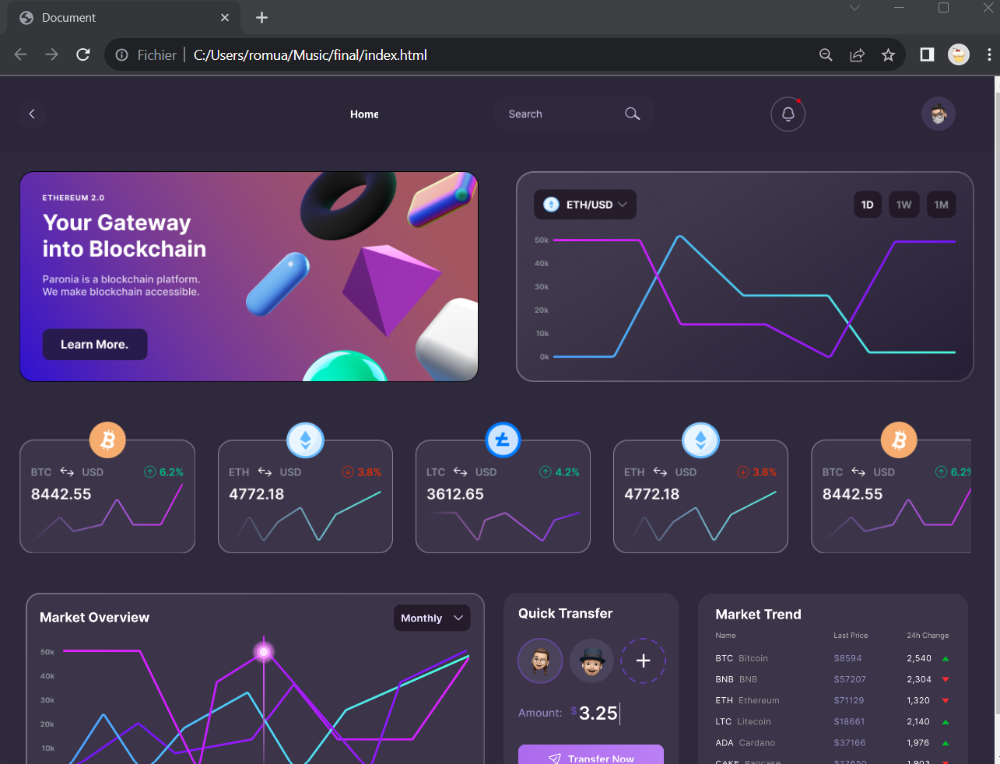 Document
Fichier C:/Users/romua/Music/final/index.html
Home
Search
ETHEREUM 2.0
Your Gateway
into Blockchain
Paronia is a blockchain platform.
We make blockchain accessible.
Learn More.
ETH/USD
1D 1W 1M
50k
40k
30k
20k
10k
0k
BTC USD 6.2%
8442.55
ETH USD 3.8%
4772.18
LTC USD 4.2%
3612.65
ETH USD 3.8%
4772.18
BTC USD 6.2%
8442.55
Market Overview
Monthly
50k
40k
30k
20k
10k
Quick Transfer
Amount: $3.25
Transfer Now
Market Trend
Name Last Price 24h Change
BTC Bitcoin $8594 2,540
BNB BNB $57207 2,304
ETH Ethereum $71129 1,320
LTC Litecoin $18661 2,140
ADA Cardano $37166 1,976
CAKE Pancake $72650 1,903